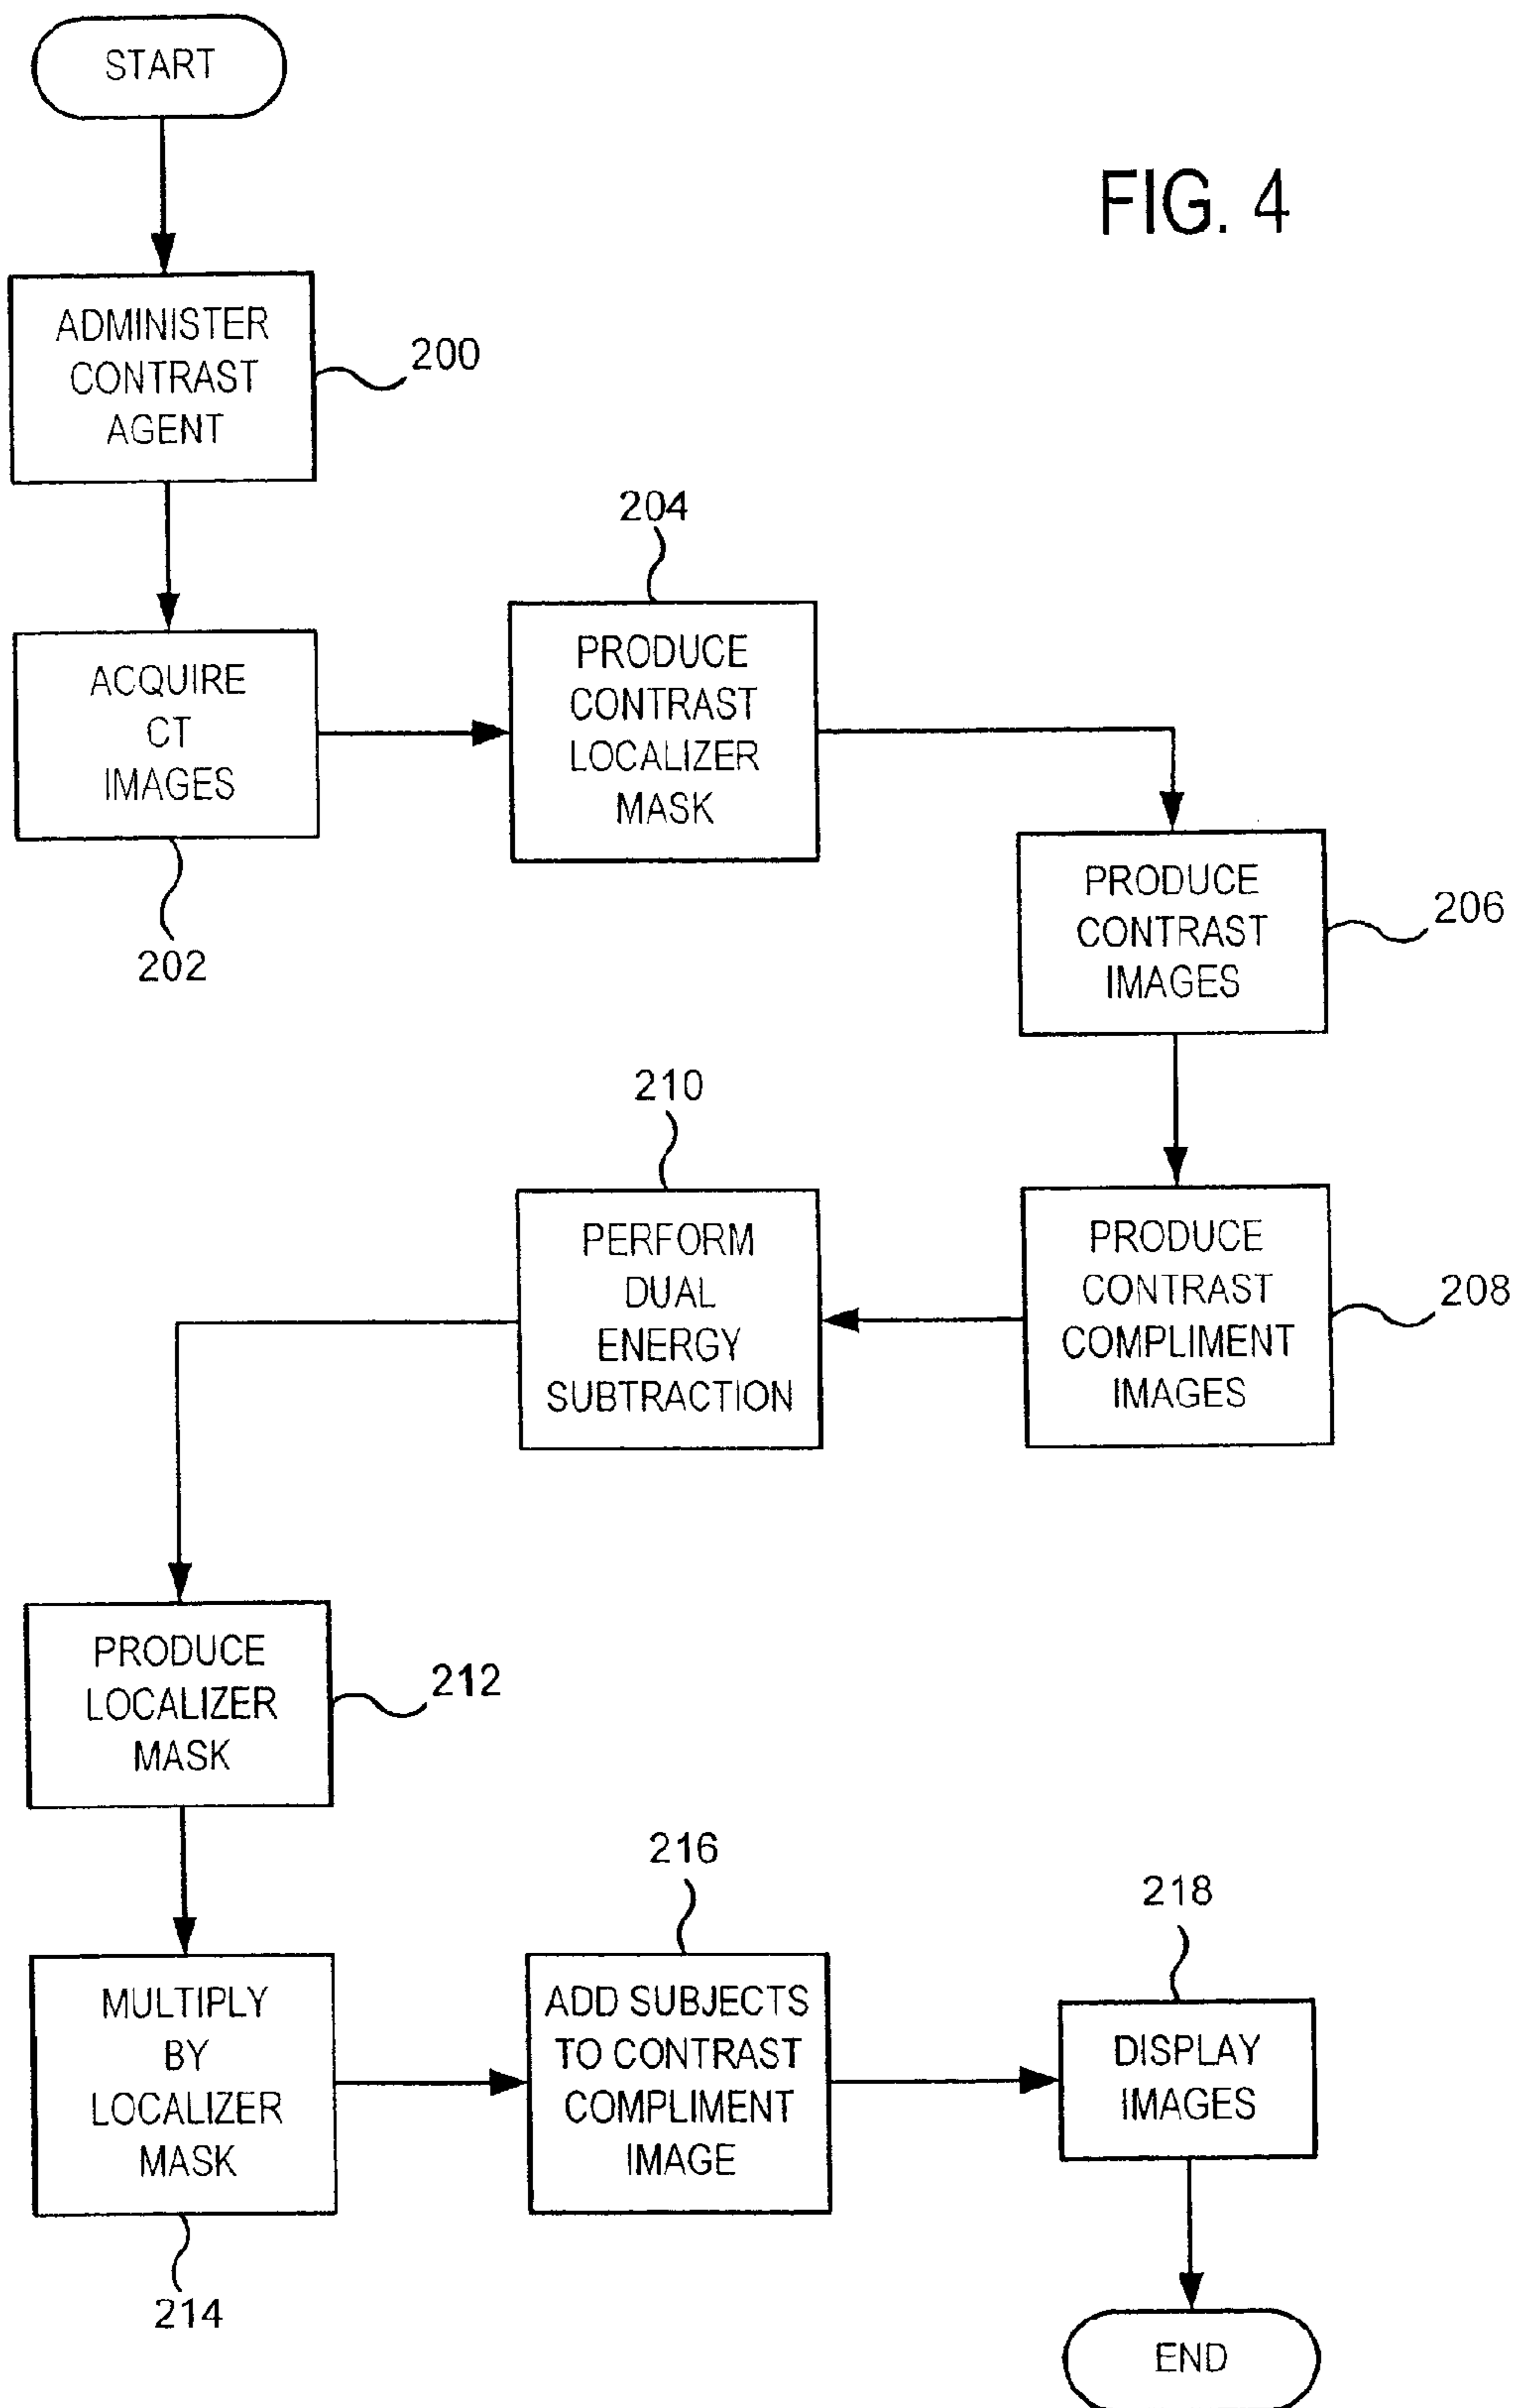 START
FIG. 4
ADMINISTER
CONTRAST
AGENT
200
ACQUIRE
CT
IMAGES
202
204
PRODUCE
CONTRAST
LOCALIZER
MASK
PRODUCE
CONTRAST
IMAGES
206
PRODUCE
CONTRAST
COMPLIMENT
IMAGES
208
210
PERFORM
DUAL
ENERGY
SUBTRACTION
PRODUCE
LOCALIZER
MASK
212
MULTIPLY
BY
LOCALIZER
MASK
214
216
ADD SUBJECTS
TO CONTRAST
COMPLIMENT
IMAGE
218
DISPLAY
IMAGES
END